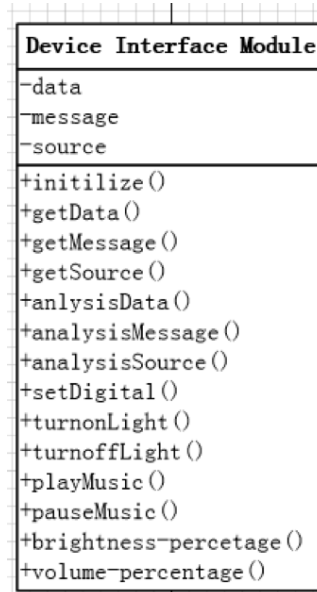 Device Interface Module
-data
-message
-source
+initilize()
+getData()
+getMessage()
+getSource()
+anlysisData()
+analysisMessage()
+analysisSource()
+setDigital()
+turnonLight()
+turnoffLight()
+playMusic()
+pauseMusic()
+brightness-percetage()
+volume-percentage()